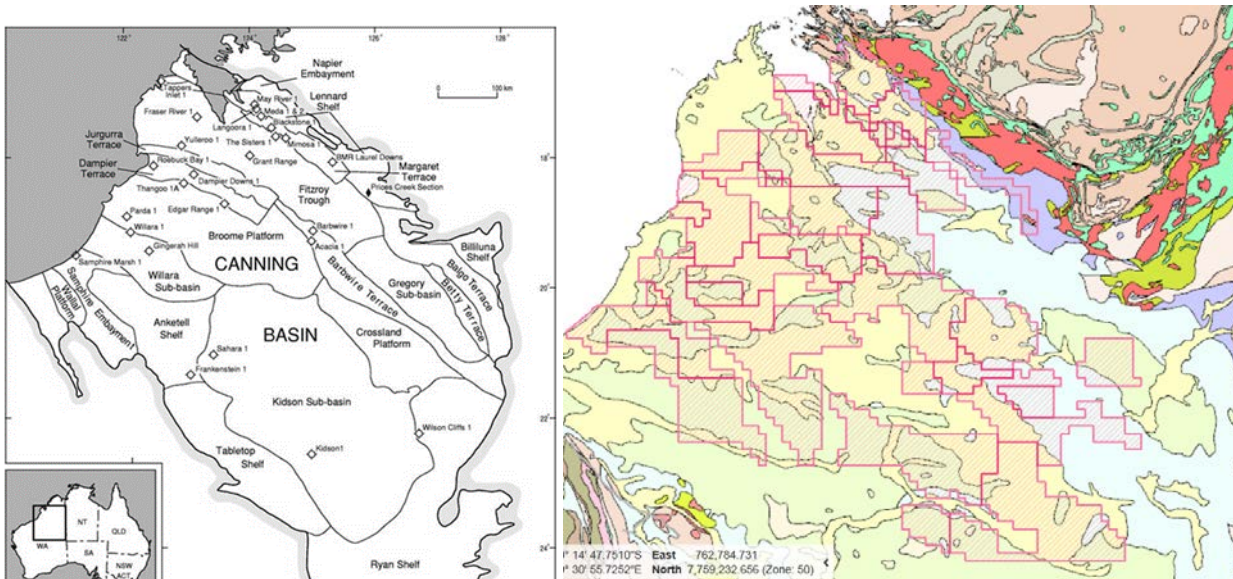 122
124
126
128
Napier
Embayment
Tappers
Inlet 1
May River 1
Lennard
Shelf
Meda 1 & 2
0
100 km
Fraser River 1
Blackstone 1
Langoora 1
Jurgurra
Terrace
Yulleroo 1
The Sisters 1
Mimosa 1
18
Roebuck Bay 1
Grant Range
BMR Laurel Downs
Dampier
Terrace
Margaret
Terrace
Dampier Downs 1
Prices Creek Section
Thangoo 1A
Fitzroy
Trough
Edgar Range 1
Parda 1
Willara 1
Barbwire 1
Broome Platform
Acacia 1
Gingerah Hill
Billiluna
Shelf
Samphire Marsh 1
CANNING
Willara
Sub-basin
Gregory
Sub-basin
Balgo Terrace
Betty Terrace
Barbwire Terrace
20
Samphire Embayment
Wallal
Platform
Anketell
Shelf
BASIN
Crossland
Platform
Sahara 1
Frankenstein 1
Kidson Sub-basin
22
Wilson Cliffs 1
Tabletop
Shelf
Kidson1
NT
QLD
WA
SA
NSW
ACT
24
Ryan Shelf
14' 47.7510"S East 762,784.731
30' 55.7252"E North 7,759,232.656 (Zone: 50)